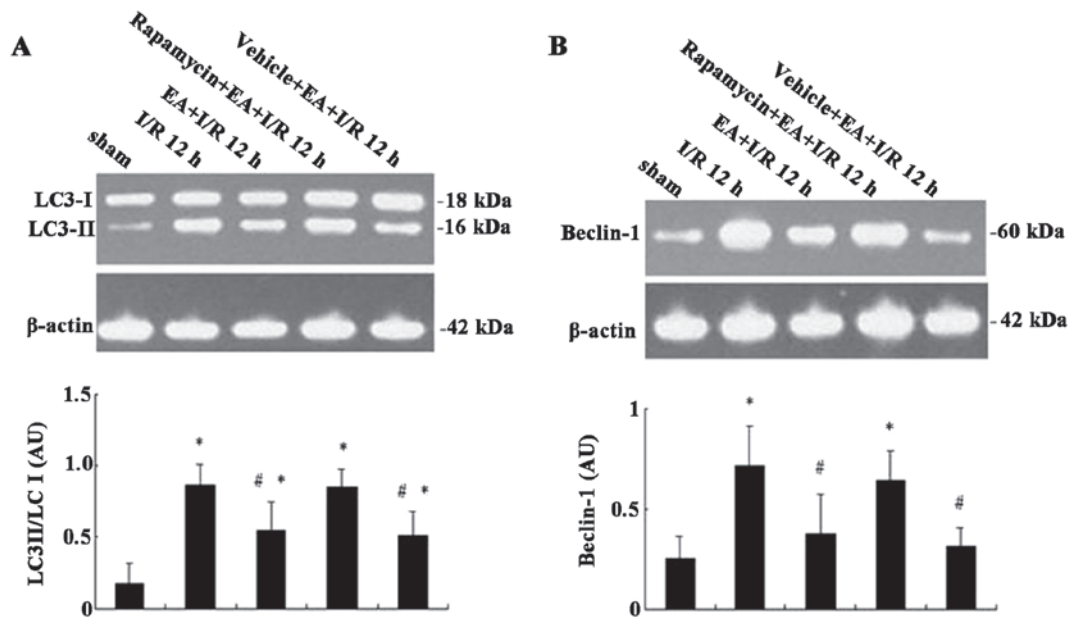 A
sham
I/R 12 h
EA+I/R 12 h
Rapamycin+EA+I/R 12 h
Vehicle+EA+I/R 12 h
LC3-I
-18 kDa
LC3-II
-16 kDa
β-actin
-42 kDa
LC3II/LC I (AU)
1.5
1.0
0.5
0
*
# *
*
# *
B
sham
I/R 12 h
EA+I/R 12 h
Rapamycin+EA+I/R 12 h
Vehicle+EA+I/R 12 h
Beclin-1
-60 kDa
β-actin
- 42 kDa
Beclin-1 (AU)
1
0.5
0
*
#
*
#